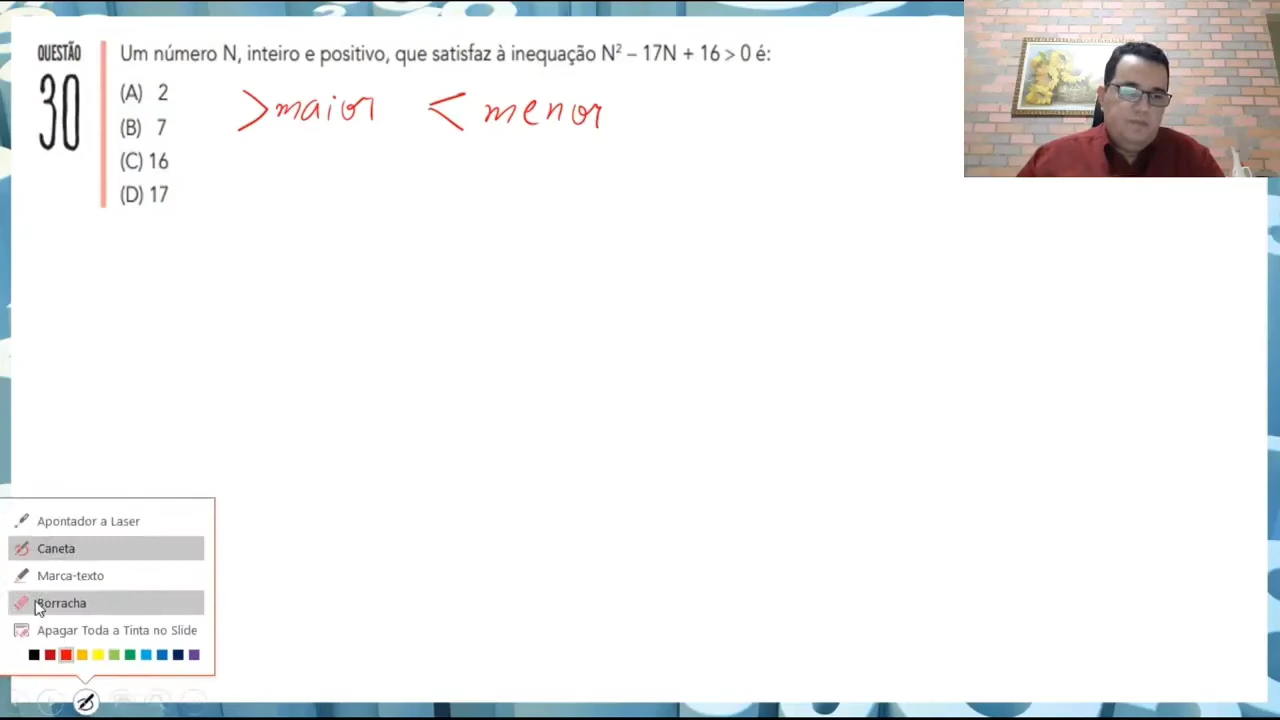 QUESTÃO
30
Um número N, inteiro e positivo, que satisfaz à inequação N² – 17N + 16 > 0 é:
(A) 2
(B) 7
(C) 16
(D) 17
> maior < menor
Apontador a Laser
Caneta
Marca-texto
Borracha
Apagar Toda a Tinta no Slide